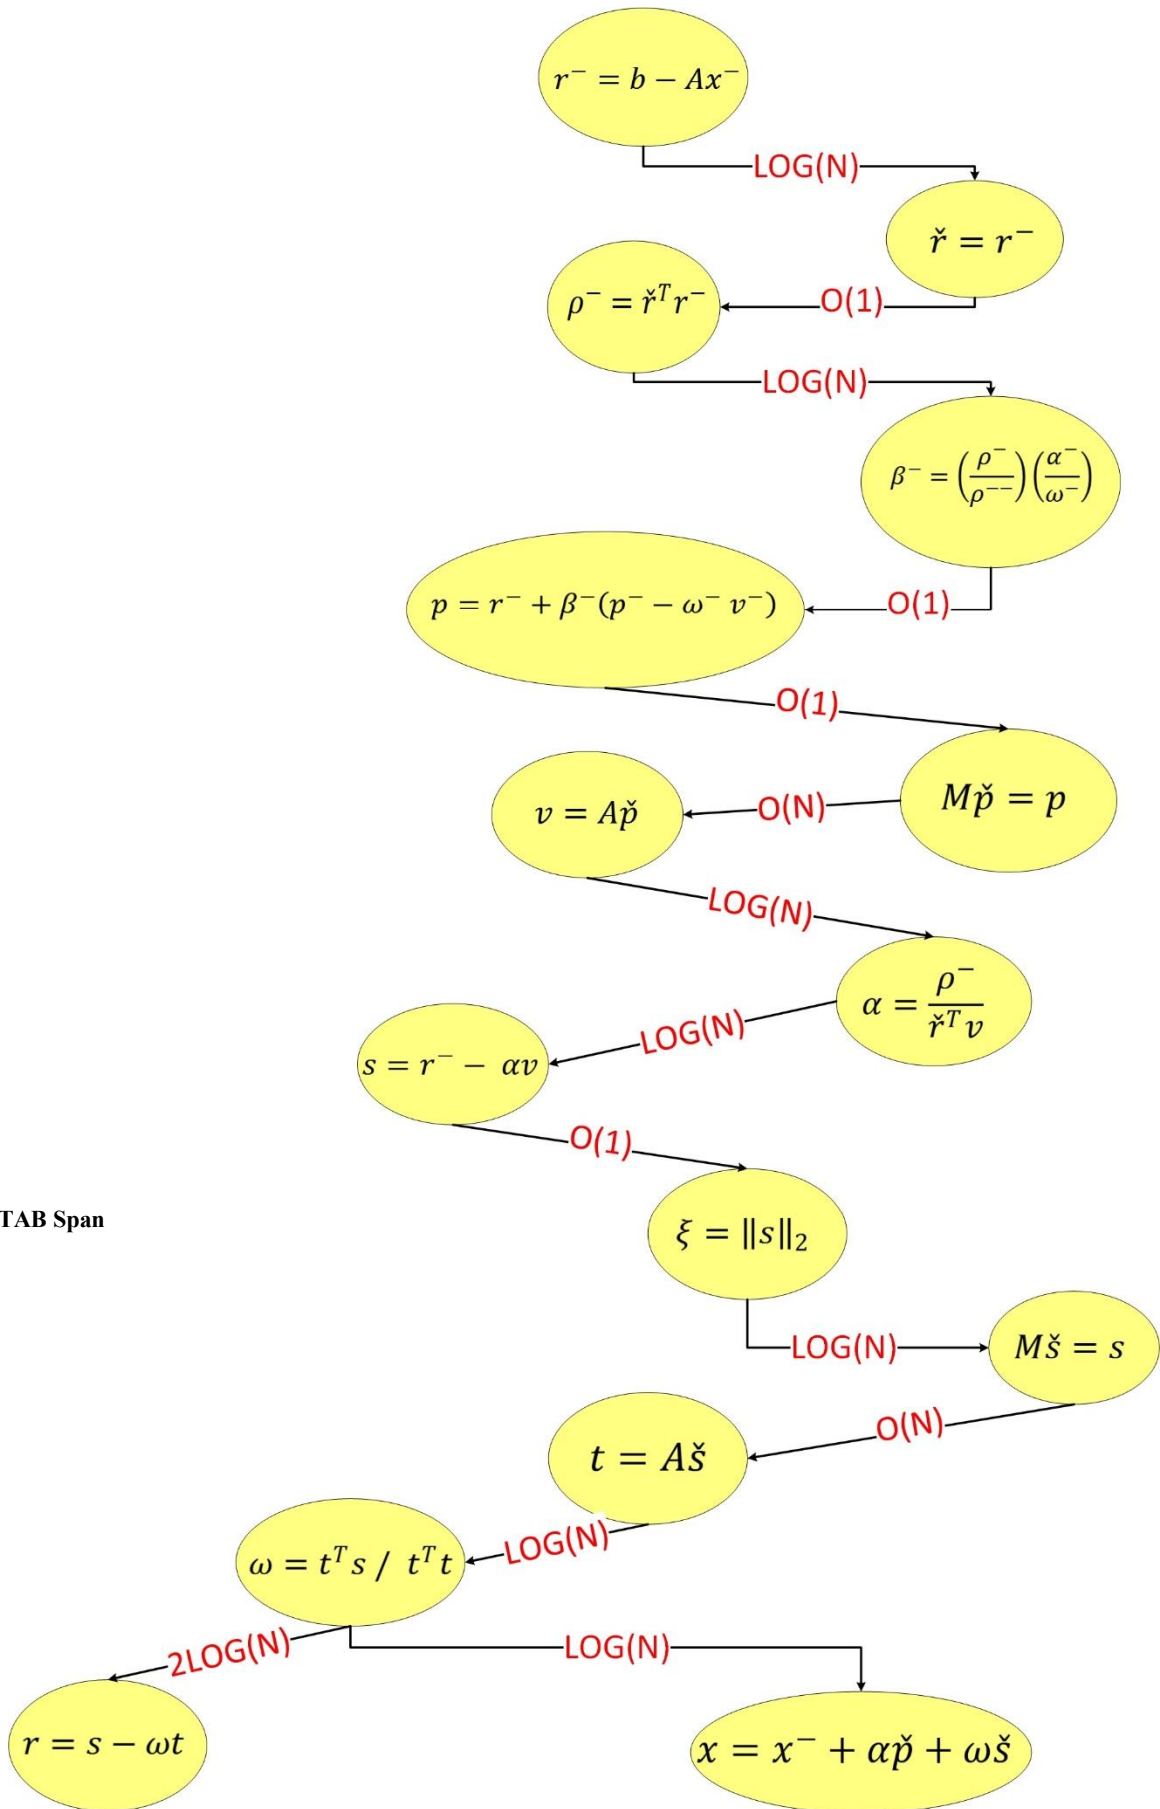 r⁻ = b − Ax⁻
LOG(N)
ř = r⁻
O(1)
ρ⁻ = řᵀr⁻
LOG(N)
β⁻ = (ρ⁻/ρ⁻⁻)(α⁻/ω⁻)
O(1)
p = r⁻ + β⁻(p⁻ − ω⁻ v⁻)
O(1)
Mp̌ = p
O(N)
v = Ap̌
LOG(N)
α = ρ⁻/řᵀv
LOG(N)
s = r⁻ − αv
O(1)
TAB Span
ξ = ‖s‖₂
LOG(N)
Mš = s
O(N)
t = Aš
LOG(N)
ω = tᵀs / tᵀt
2LOG(N)
LOG(N)
r = s − ωt
x = x⁻ + αp̌ + ωš